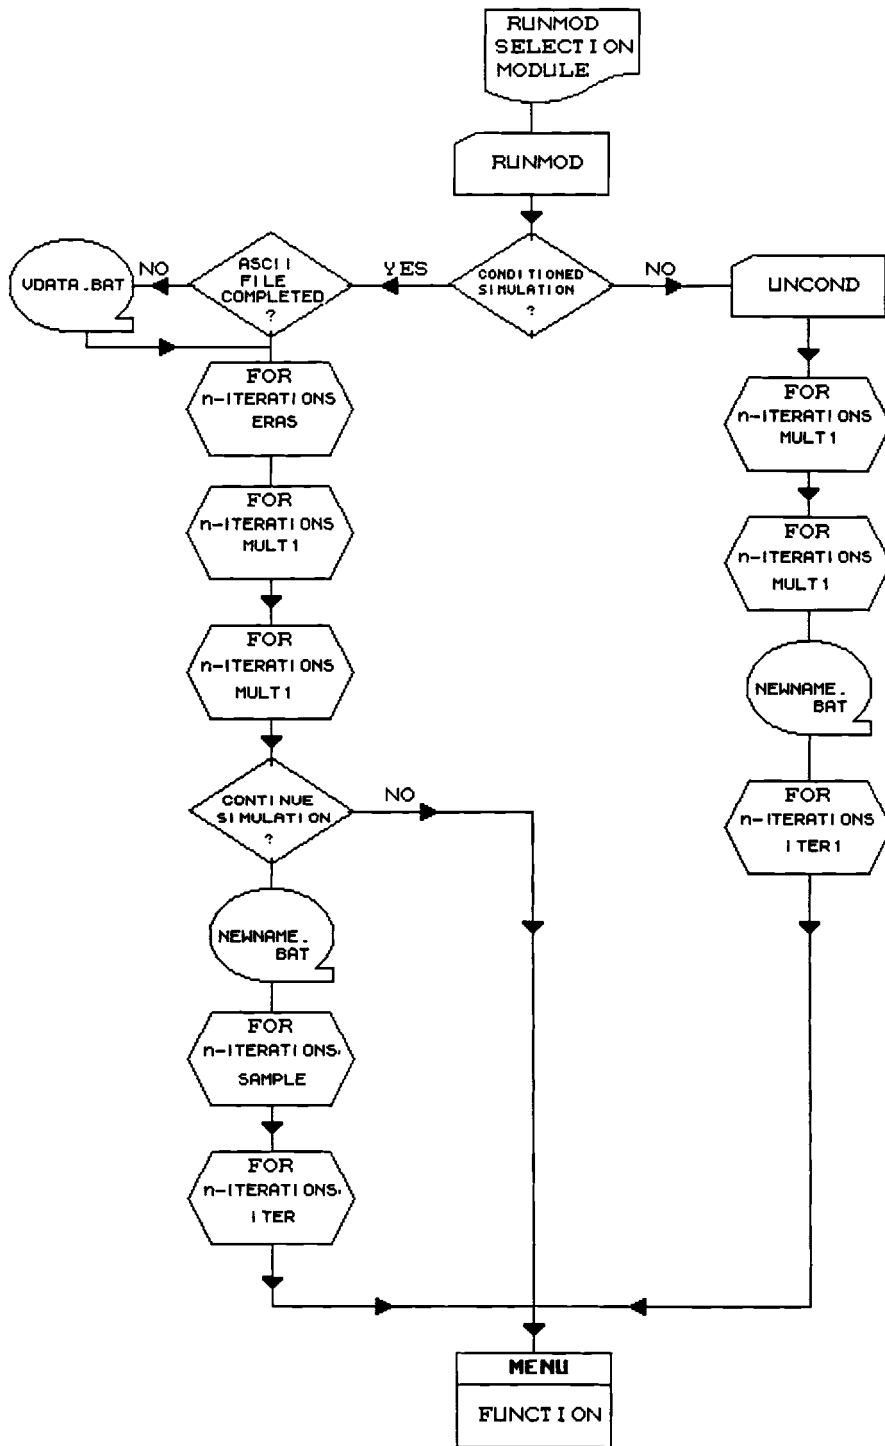 RUNMOD
SELECTION
MODULE
RUNMOD
CONDITIONED
SIMULATION
?
YES
NO
ASCII
FILE
COMPLETED
?
NO
VDATA.BAT
UNCOND
FOR
n-ITERATIONS
ERAS
FOR
n-ITERATIONS
MULT1
FOR
n-ITERATIONS
MULT1
CONTINUE
SIMULATION
?
NO
NEWNAME.
BAT
FOR
n-ITERATIONS.
SAMPLE
FOR
n-ITERATIONS.
ITER
FOR
n-ITERATIONS
MULT1
FOR
n-ITERATIONS
MULT1
NEWNAME.
BAT
FOR
n-ITERATIONS
ITER1
MENU
FUNCTION